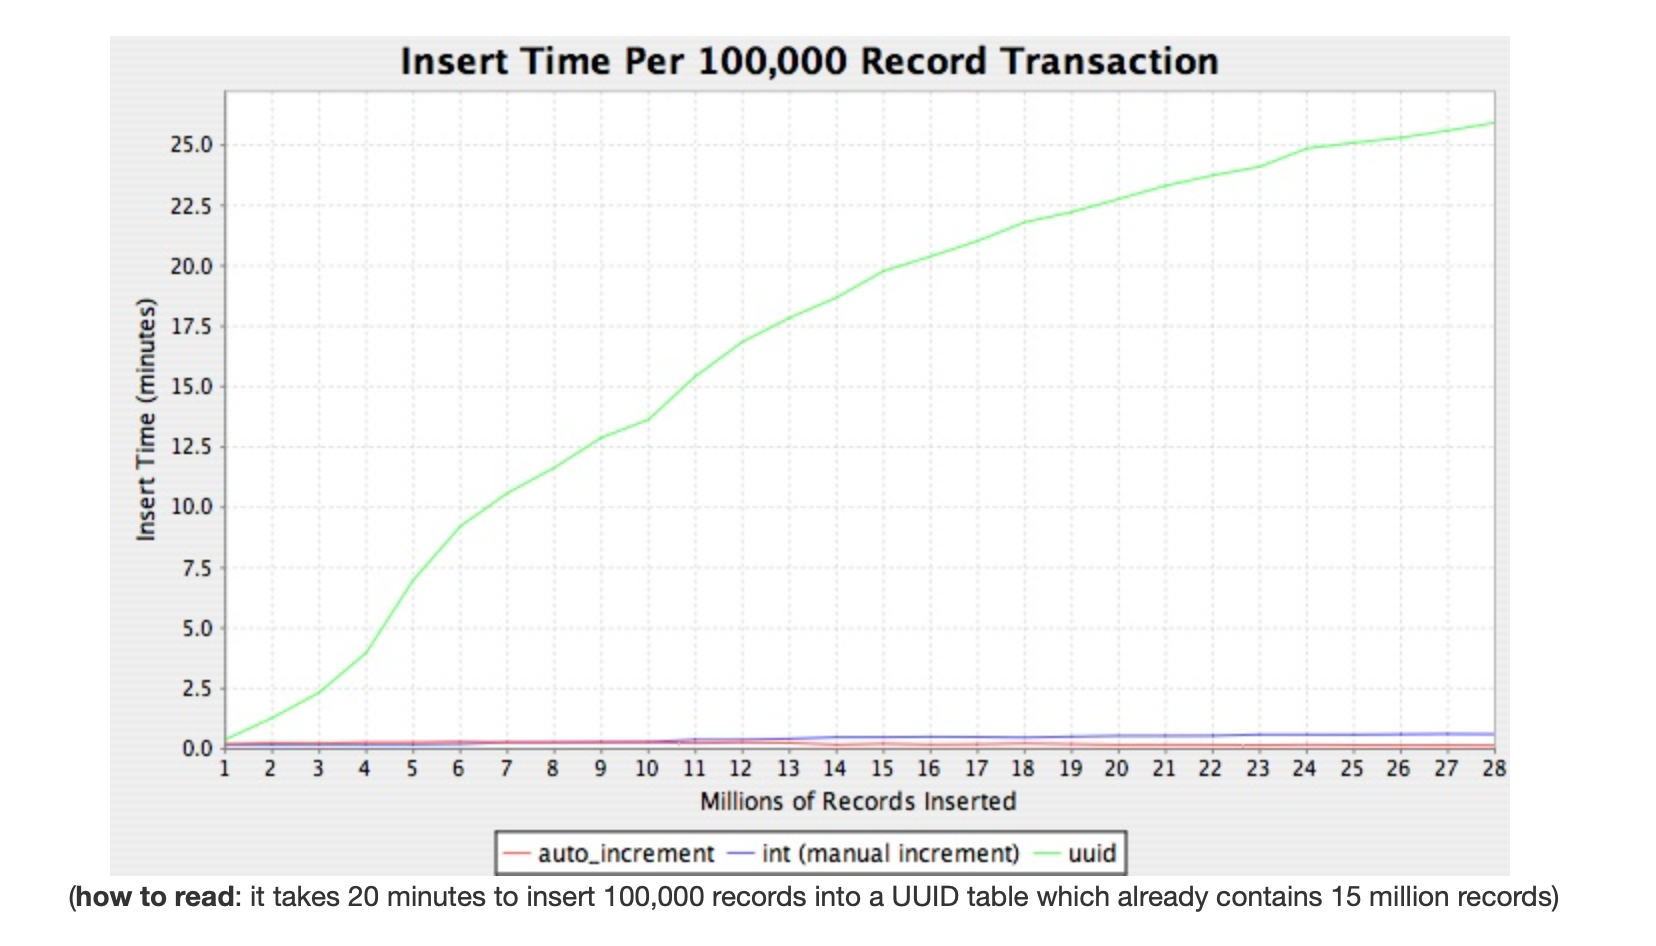 Insert Time Per 100,000 Record Transaction
Insert Time (minutes)
25.0
22.5
20.0
17.5
15.0
12.5
10.0
7.5
5.0
2.5
0.0
1 2 3 4 5 6 7 8 9 10 11 12 13 14 15 16 17 18 19 20 21 22 23 24 25 26 27 28
Millions of Records Inserted
auto_increment int (manual increment) uuid
(how to read: it takes 20 minutes to insert 100,000 records into a UUID table which already contains 15 million records)